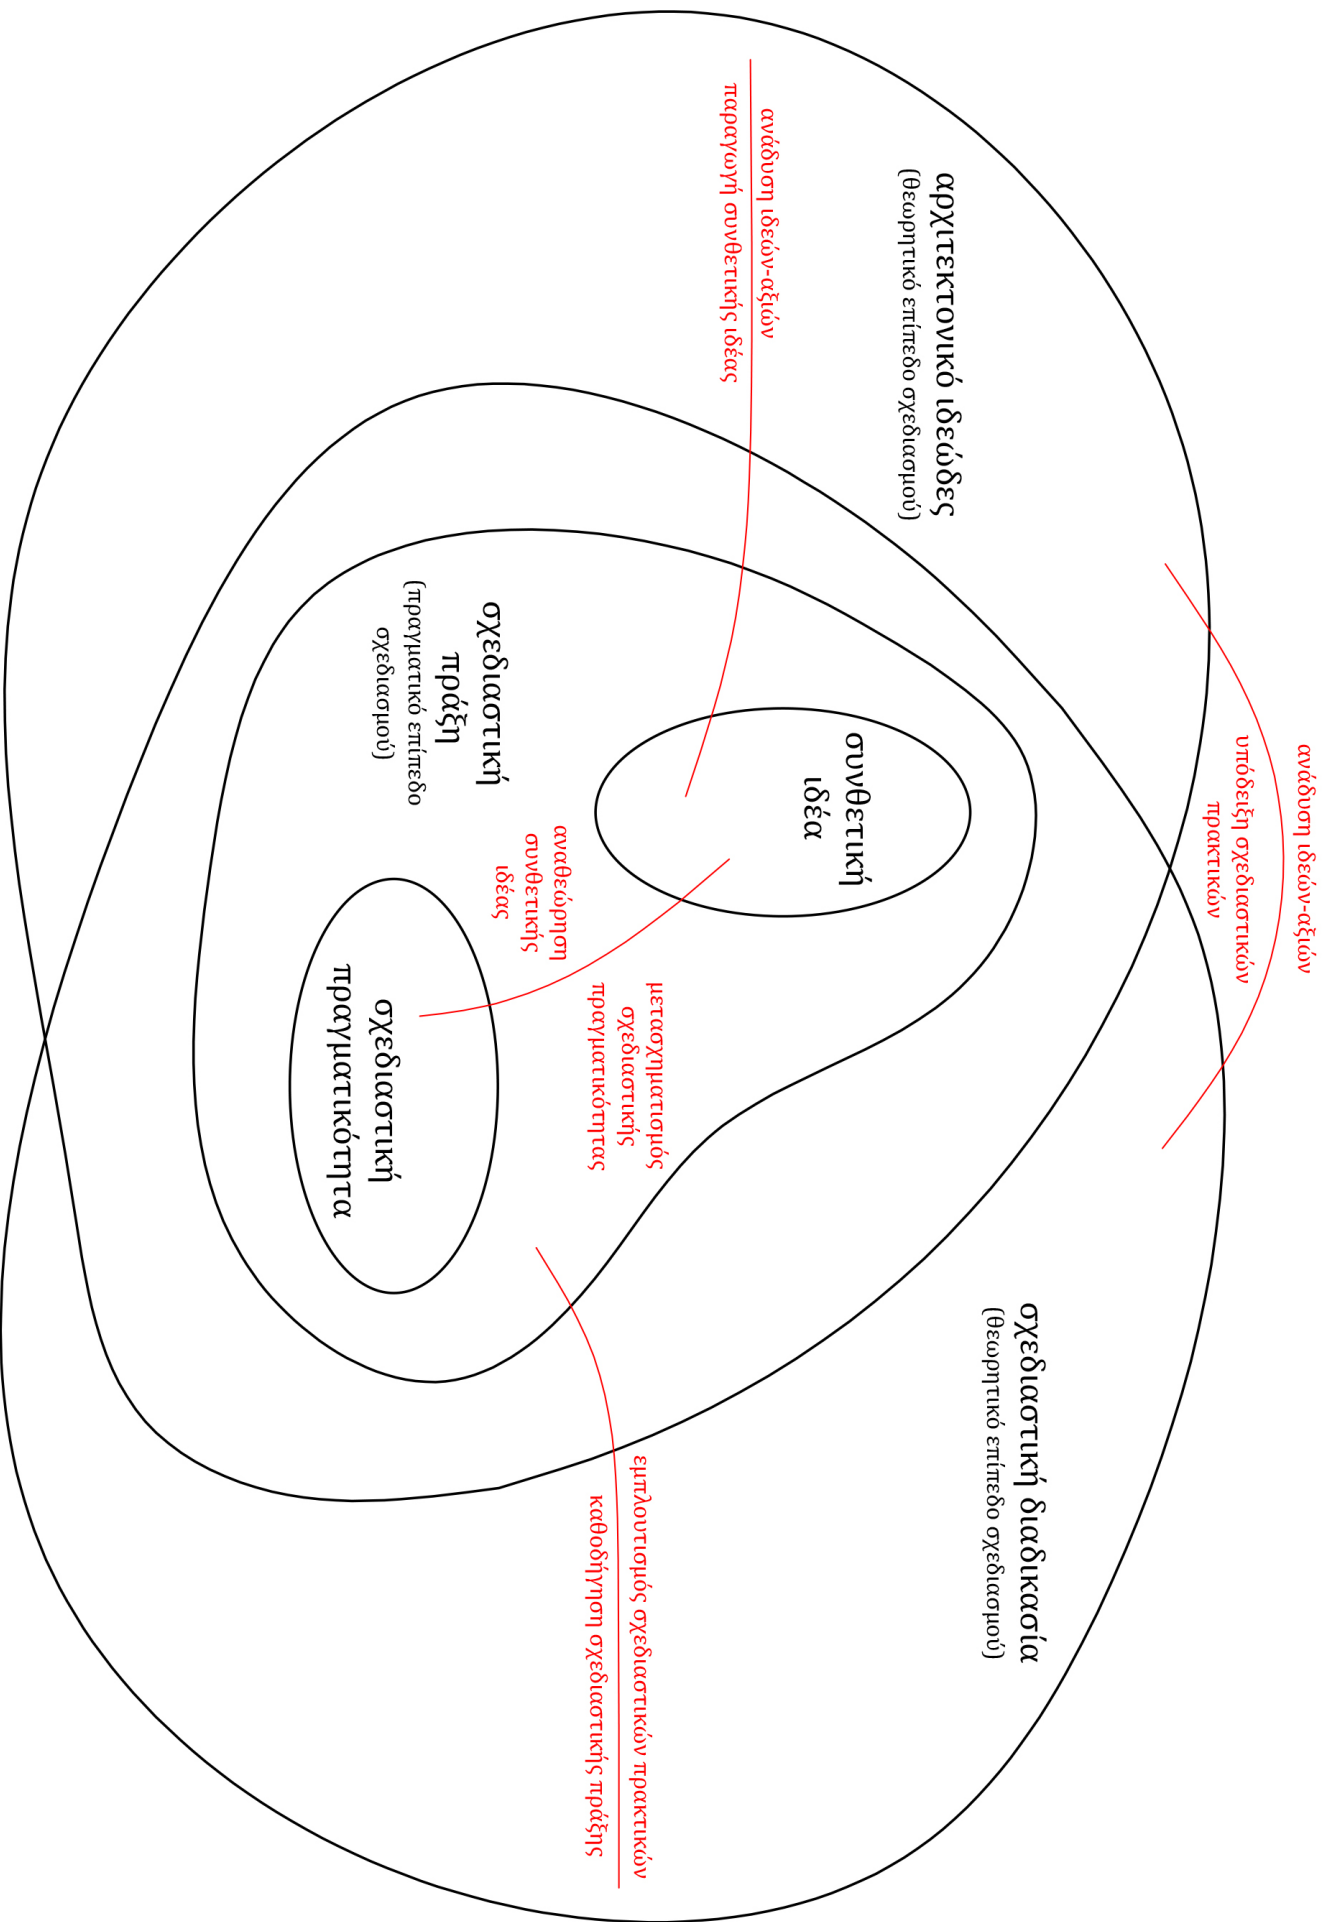 ανάδυση ιδεών-αξιών
υπόδειξη σχεδιαστικών
πρακτικών
αρχιτεκτονικό ιδεώδες
(θεωρητικό επίπεδο σχεδιασμού)
σχεδιαστική διαδικασία
(θεωρητικό επίπεδο σχεδιασμού)
ανάδυση ιδεών-αξιών
παραγωγή συνθετικής ιδέας
συνθετική
ιδέα
σχεδιαστική
πράξη
(πραγματικό επίπεδο
σχεδιασμού)
αναθεώρηση
συνθετικής
ιδέας
μετασχηματισμός
σχεδιαστικής
πραγματικότητας
σχεδιαστική
πραγματικότητα
εμπλουτισμός σχεδιαστικών πρακτικών
καθοδήγηση σχεδιαστικής πράξης